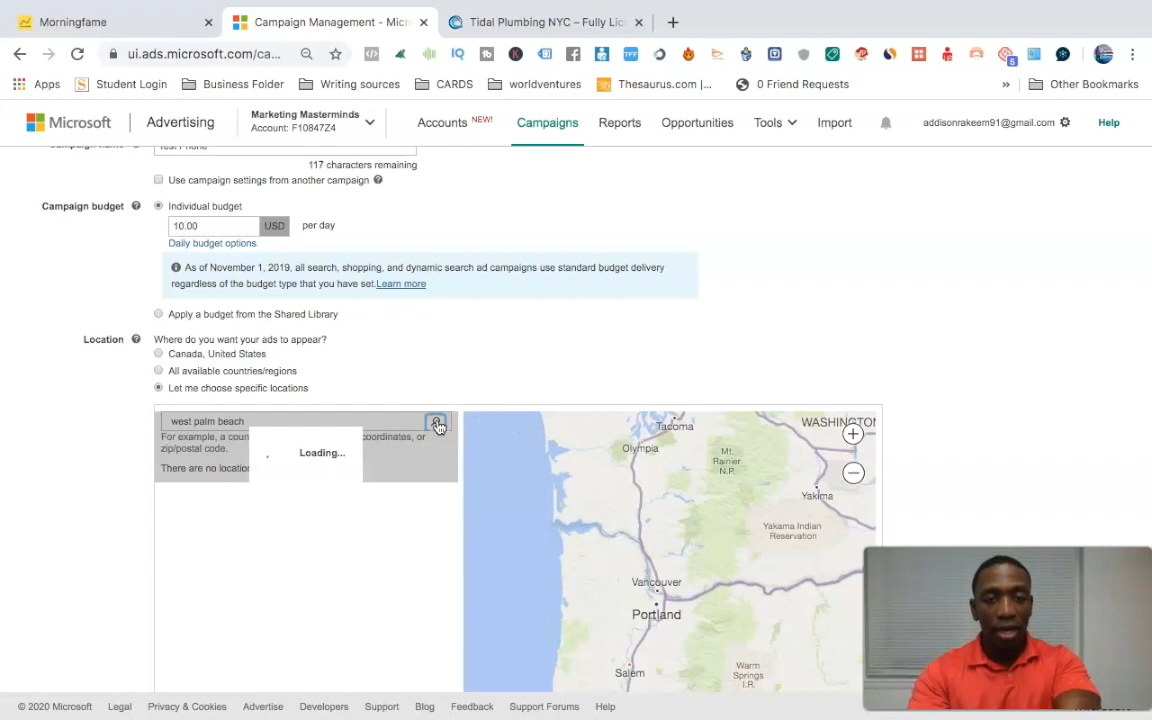 Morningfame
Campaign Management - Micr
Tidal Plumbing NYC – Fully Lic
ui.ads.microsoft.com/ca...
Apps
Student Login
Business Folder
Writing sources
CARDS
worldventures
Thesaurus.com |...
0 Friend Requests
»
Other Bookmarks
Microsoft
Advertising
Marketing Masterminds
Account: F10847Z4
Accounts NEW!
Campaigns
Reports
Opportunities
Tools
Import
addisonrakeem91@gmail.com
Help
117 characters remaining
Use campaign settings from another campaign
Campaign budget
Individual budget
10.00 USD per day
Daily budget options
As of November 1, 2019, all search, shopping, and dynamic search ad campaigns use standard budget delivery
regardless of the budget type that you have set. Learn more
Apply a budget from the Shared Library
Location
Where do you want your ads to appear?
Canada, United States
All available countries/regions
Let me choose specific locations
west palm beach
For example, a coun coordinates, or
zip/postal code.
There are no location
Loading...
Tacoma
WASHINGTON
Olympia
Mt.
Rainier
N.P.
Yakima
Yakama Indian
Reservation
Vancouver
Portland
Salem
Warm
Springs
I.R.
© 2020 Microsoft
Legal
Privacy & Cookies
Advertise
Developers
Support
Blog
Feedback
Support Forums
Help